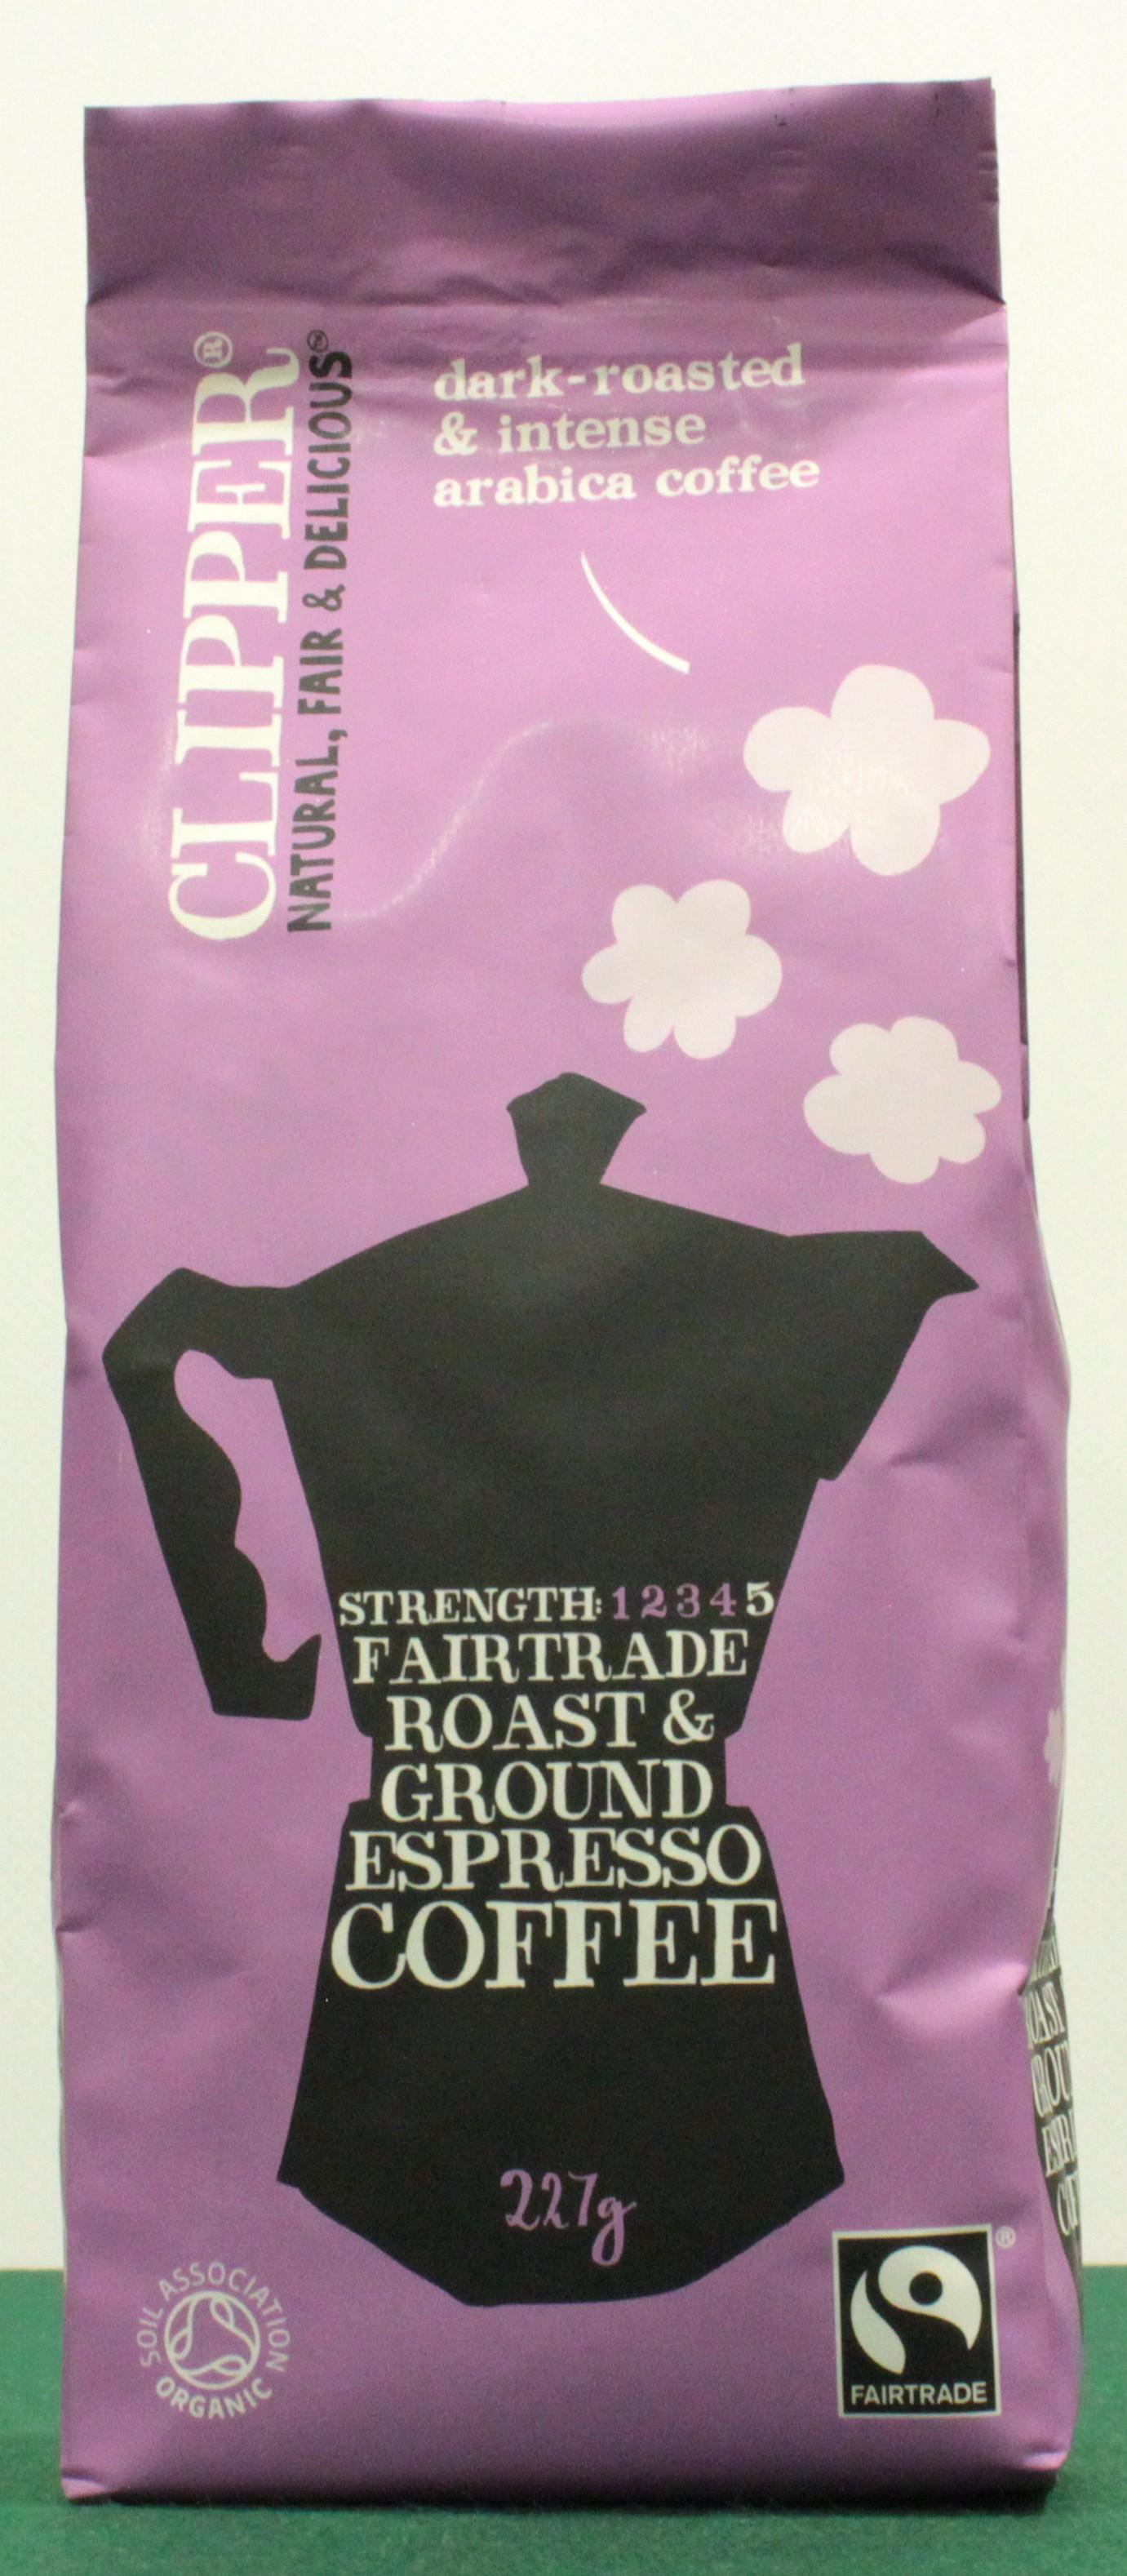 CLIPPER®
NATURAL, FAIR & DELICIOUS™
dark-roasted
& intense
arabica coffee
STRENGTH: 1 2 3 4 5
FAIRTRADE
ROAST &
GROUND
ESPRESSO
COFFEE
227g
SOIL ASSOCIATION
ORGANIC
FAIRTRADE
®